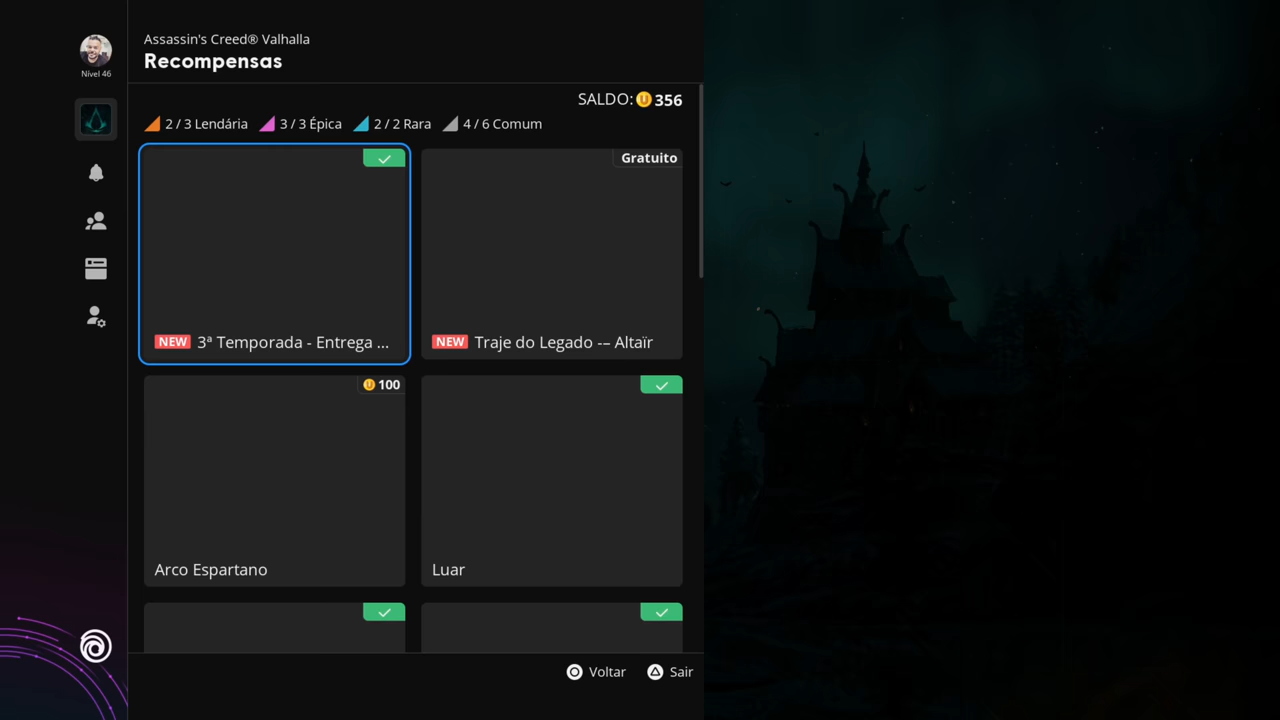 Assassin's Creed® Valhalla
Recompensas
Nível 46
SALDO: 356
2 / 3 Lendária 3 / 3 Épica 2 / 2 Rara 4 / 6 Comum
Gratuito
NEW 3ª Temporada - Entrega ...
NEW Traje do Legado -– Altaïr
100
Arco Espartano
Luar
Voltar Sair